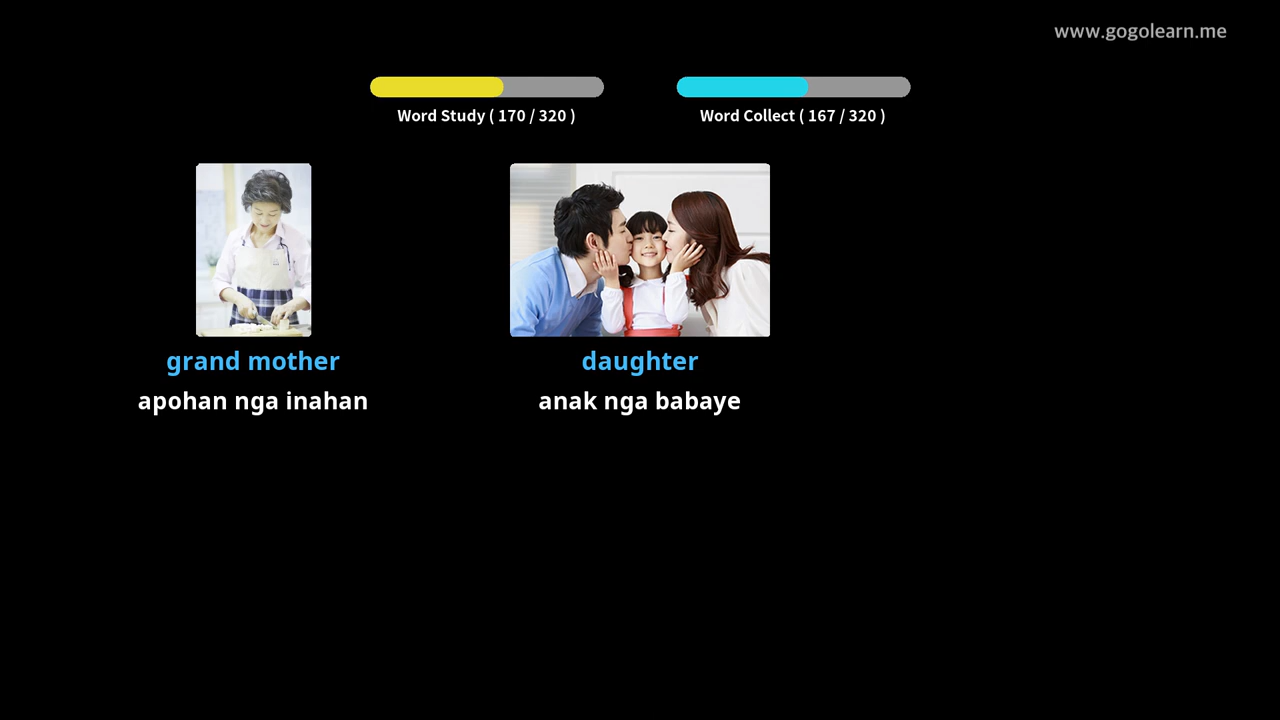 www.gogolearn.me
Word Study ( 170 / 320 )
Word Collect ( 167 / 320 )
grand mother
daughter
apohan nga inahan
anak nga babaye